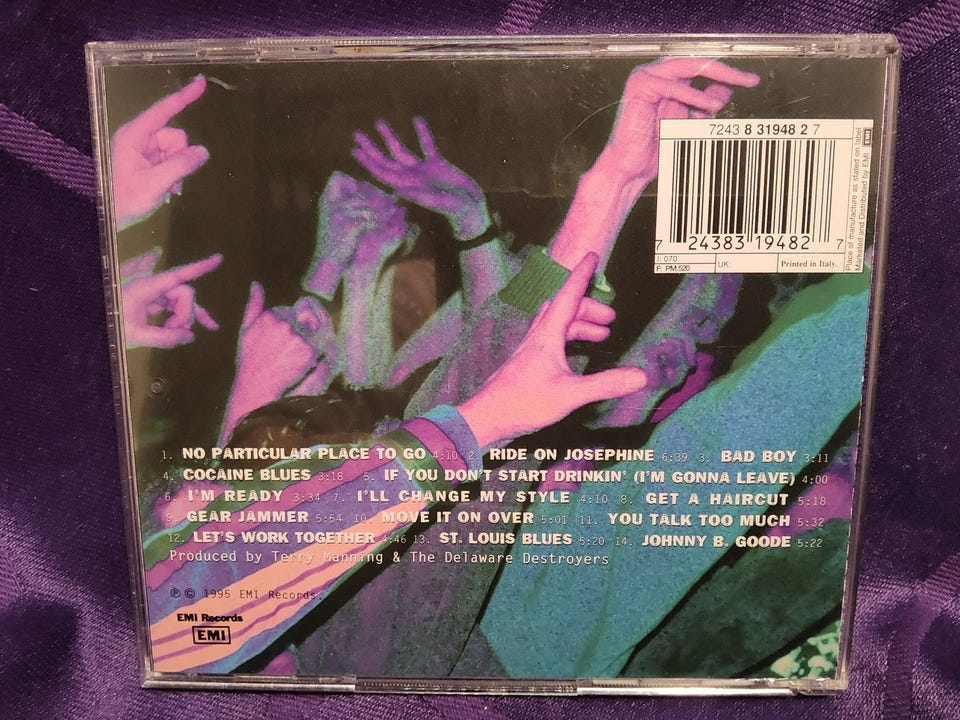 7243 8 31948 2 7
7 24383 19482 7
I: 070
F: PM 520
UK:
Printed in Italy.
Place of manufacture as stated on label
Marketed and Distributed by EMI
EMI
1. NO PARTICULAR PLACE TO GO 4:10 2. RIDE ON JOSEPHINE 6:39 3. BAD BOY 3:11
4. COCAINE BLUES 3:18 5. IF YOU DON'T START DRINKIN' (I'M GONNA LEAVE) 4:00
6. I'M READY 3:34 7. I'LL CHANGE MY STYLE 4:10 8. GET A HAIRCUT 5:18
9. GEAR JAMMER 5:54 10. MOVE IT ON OVER 5:01 11. YOU TALK TOO MUCH 5:32
12. LET'S WORK TOGETHER 4:46 13. ST. LOUIS BLUES 5:20 14. JOHNNY B. GOODE 5:22
Produced by Terry Manning & The Delaware Destroyers
℗ © 1995 EMI Records.
EMI Records
EMI